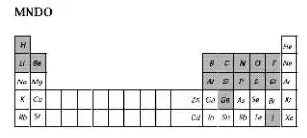 MNDO
H He
Li Be B C N O F Ne
Na Mg Al Si P S Cl Ar
K Ca Zn Ga Ge As Se Br Kr
Rb Sr Cd In Sn Sb Te I Xe